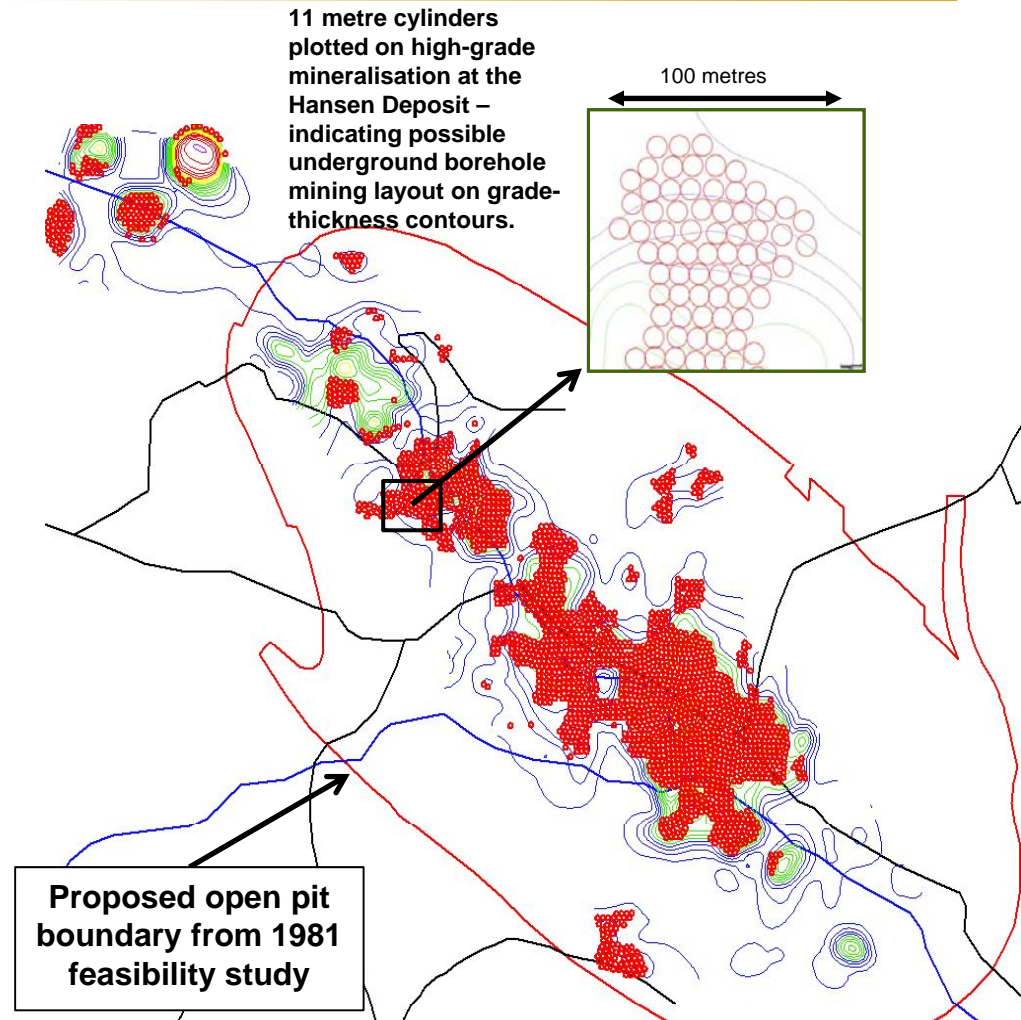 11 metre cylinders
plotted on high-grade
mineralisation at the
Hansen Deposit –
indicating possible
underground borehole
mining layout on grade-
thickness contours.
100 metres
Proposed open pit
boundary from 1981
feasibility study